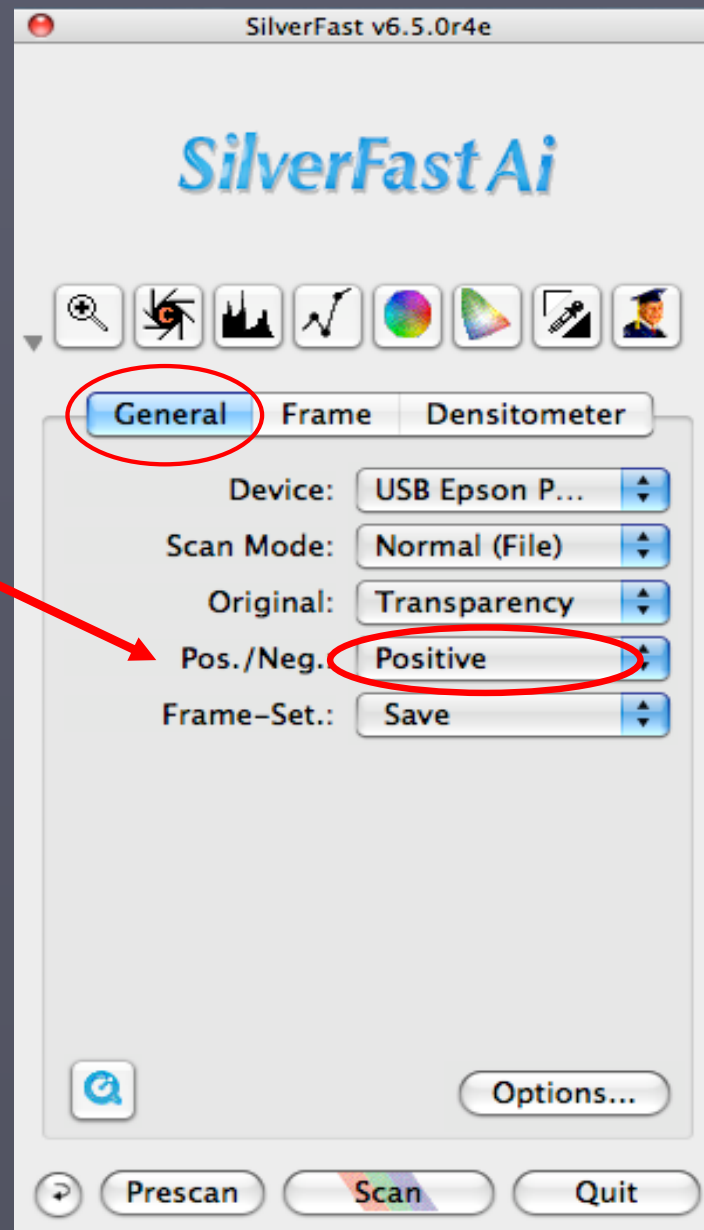 SilverFast v6.5.0r4e
SilverFast Ai
C
General Frame Densitometer
Device: USB Epson P...
Scan Mode: Normal (File)
Original: Transparency
Pos./Neg.: Positive
Frame-Set.: Save
Options...
Prescan Scan Quit